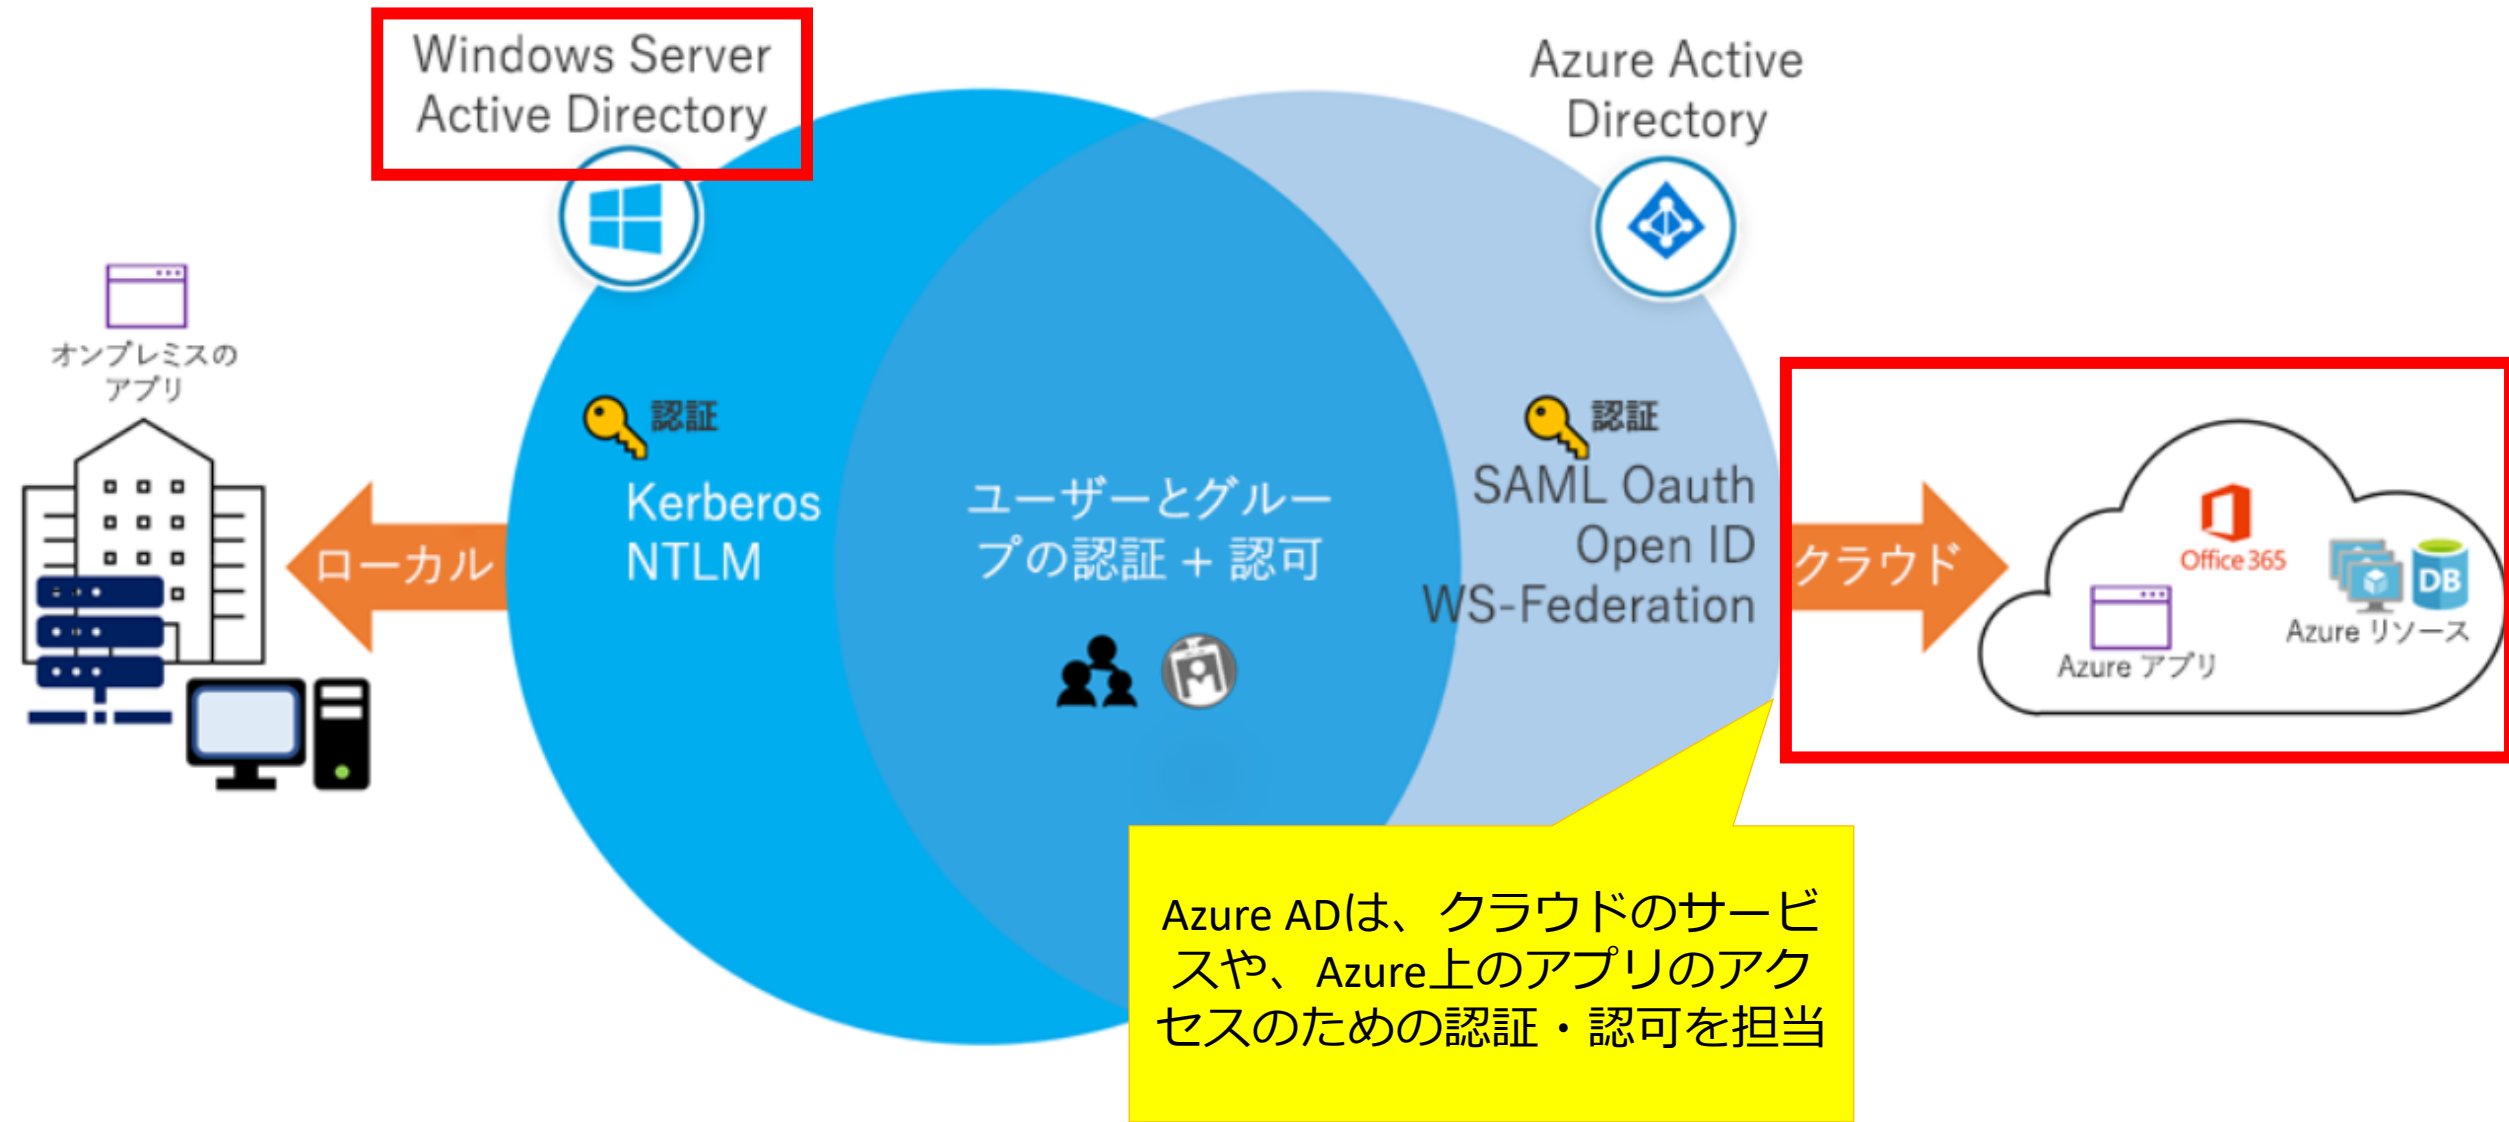 Windows Server
Active Directory
Azure Active
Directory
オンプレミスの
アプリ
認証
Kerberos
NTLM
ローカル
ユーザーとグルー
プの認証 + 認可
認証
SAML Oauth
Open ID
WS-Federation
クラウド
Office 365
DB
Azure リソース
Azure アプリ
Azure ADは、クラウドのサービ
スや、Azure上のアプリのアク
セスのための認証・認可を担当